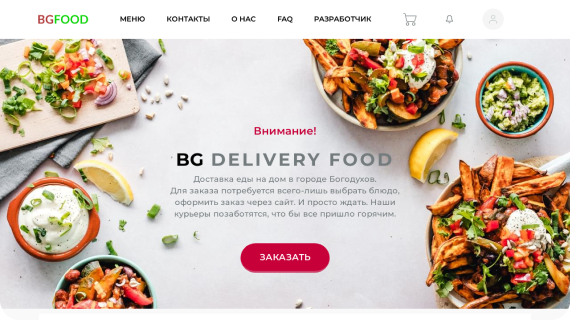 BGFOOD МЕНЮ КОНТАКТЫ О НАС FAQ РАЗРАБОТЧИК
Внимание!
BG DELIVERY FOOD
Доставка еды на дом в городе Богодухов.
Для заказа потребуется всего-лишь выбрать блюдо,
оформить заказ через сайт. И просто ждать. Наши
курьеры позаботятся, что бы все пришло горячим.
ЗАКАЗАТЬ